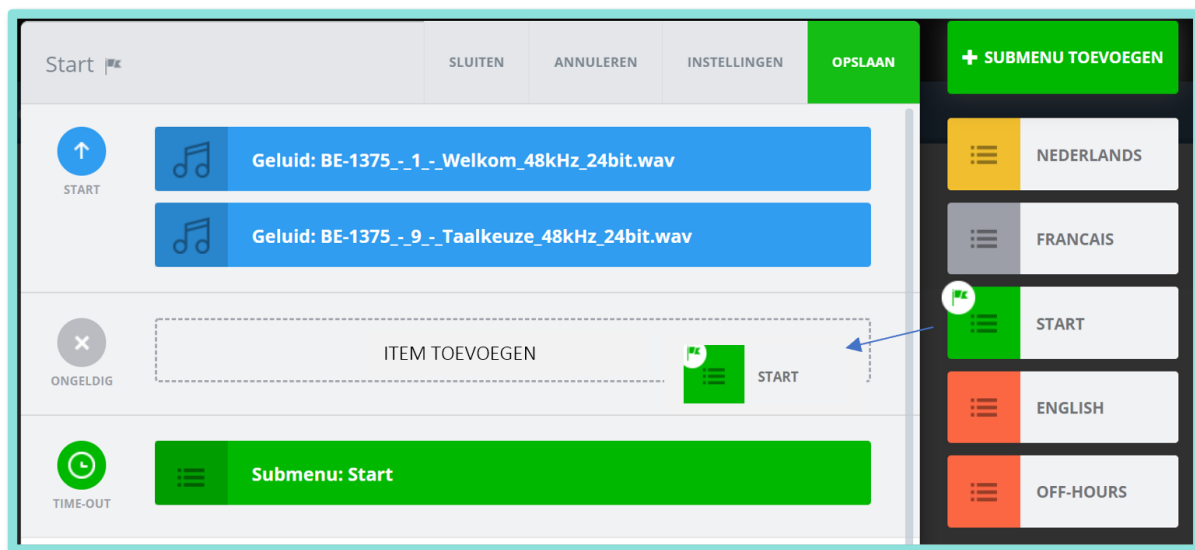 Start
SLUITEN
ANNULEREN
INSTELLINGEN
OPSLAAN
START
Geluid: BE-1375_-_1_-_Welkom_48kHz_24bit.wav
Geluid: BE-1375_-_9_-_Taalkeuze_48kHz_24bit.wav
ONGELDIG
ITEM TOEVOEGEN
START
TIME-OUT
Submenu: Start
SUBMENU TOEVOEGEN
NEDERLANDS
FRANCAIS
START
ENGLISH
OFF-HOURS